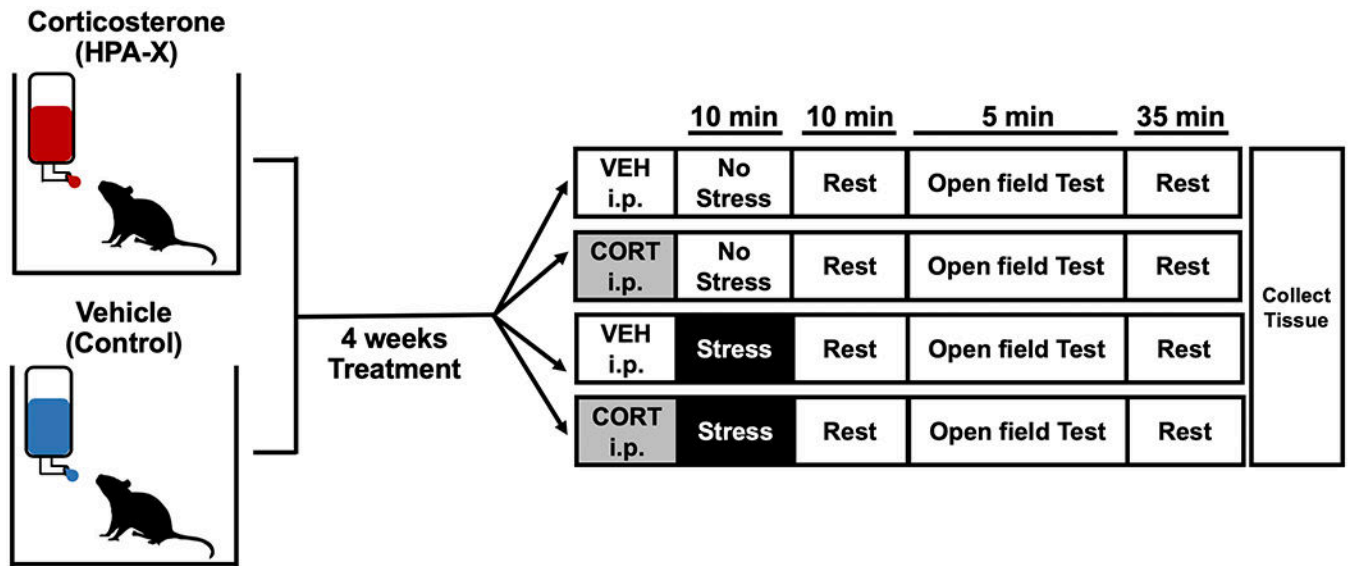 Corticosterone
(HPA-X)
Vehicle
(Control)
4 weeks
Treatment
10 min 10 min 5 min 35 min
VEH
i.p.
No
Stress
Rest
Open field Test
Rest
CORT
i.p.
No
Stress
Rest
Open field Test
Rest
VEH
i.p.
Stress
Rest
Open field Test
Rest
CORT
i.p.
Stress
Rest
Open field Test
Rest
Collect
Tissue